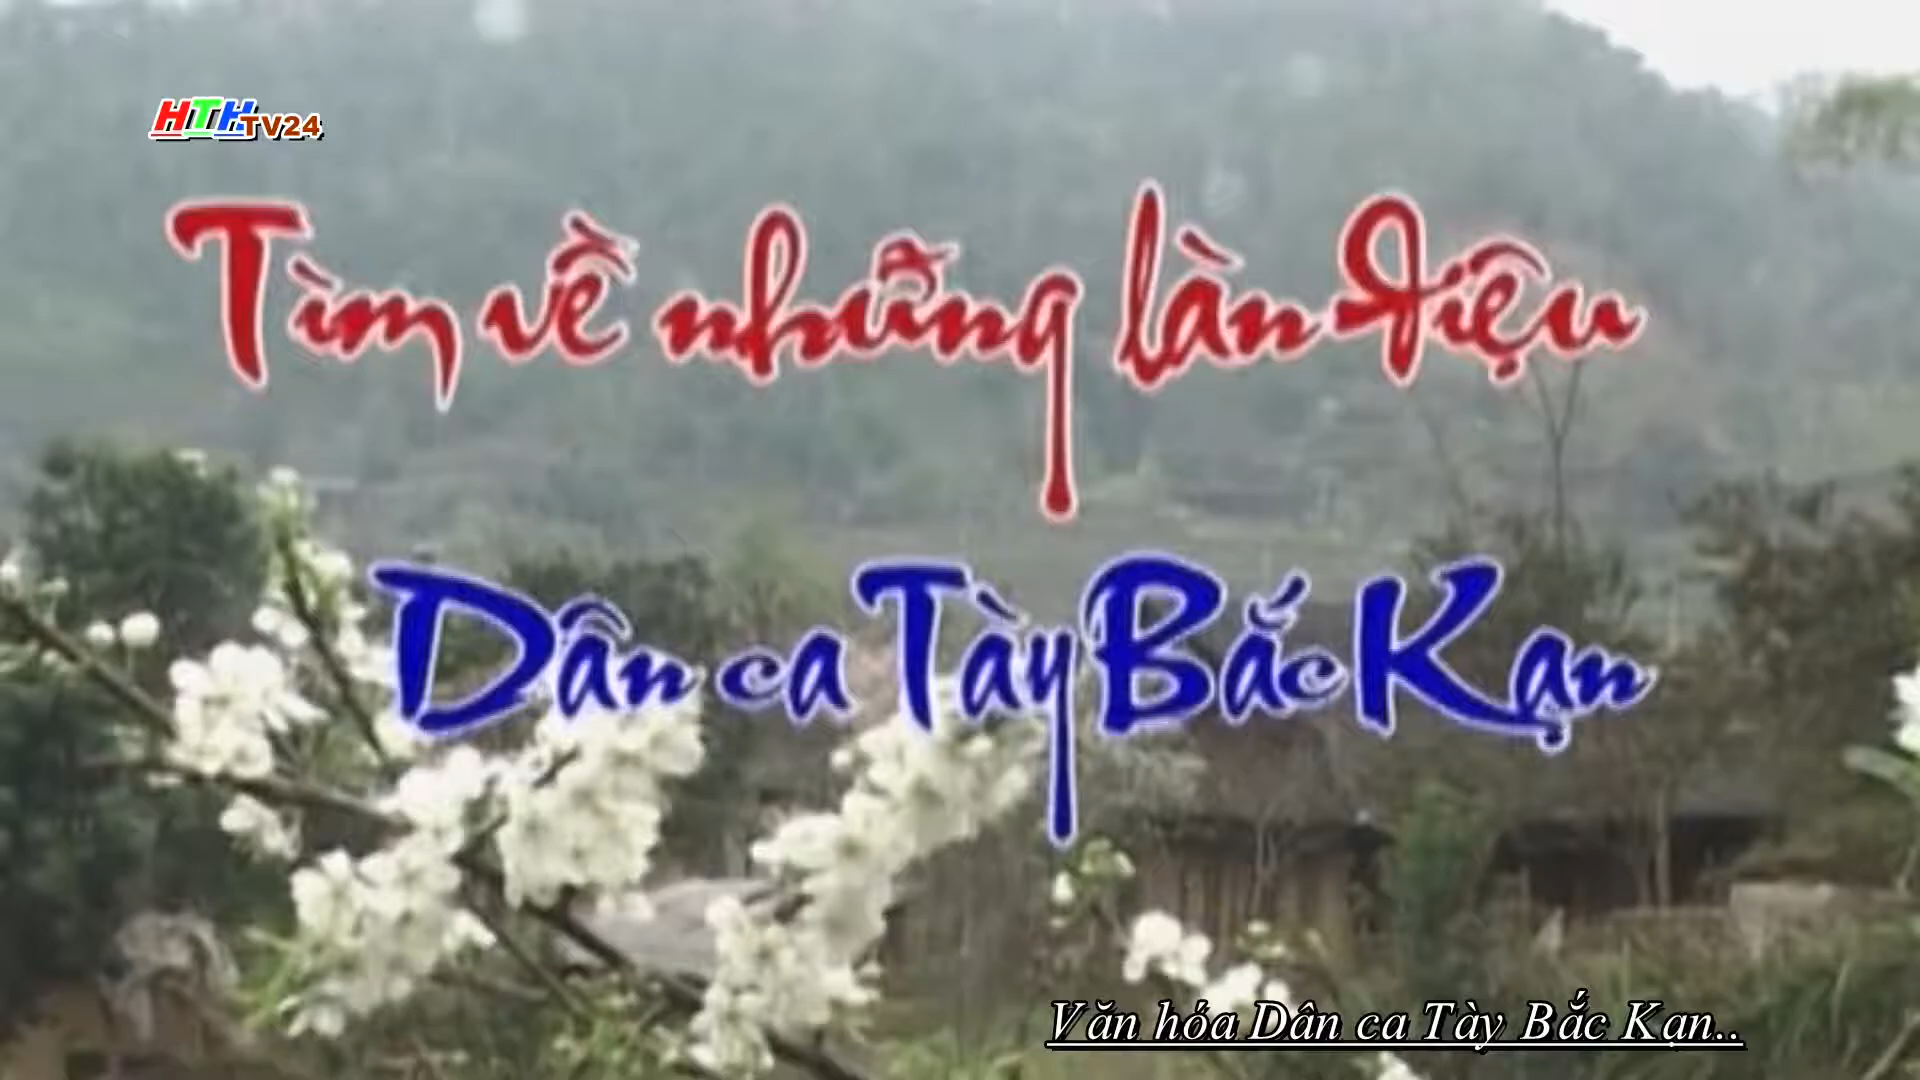 HTH TV24
Tìm về những làn điệu
Dân ca Tày Bắc Kạn
Văn hóa Dân ca Tày Bắc Kạn..